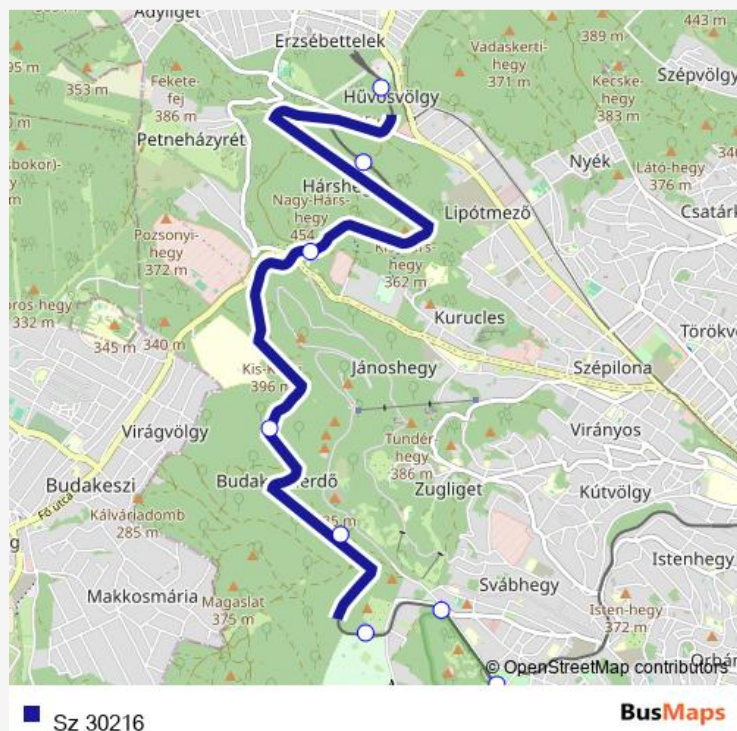 Adyliget
Erzsébettelek
Vadaskerti-
hegy
371 m
389 m
443 m
353 m
Fekete-
fej
386 m
Hűvösvölgy
Kecske-
hegy
383 m
Szépvölgy
Petneházyrét
Nyék
Látó-hegy
376 m
Nagy-Hárs-
hegy
454
Lipótmező
Csatárk
Pozsonyi-
hegy
372 m
hegy
362 m
332 m
Kurucles
345 m
340 m
396 m
Jánoshegy
Szépilona
Törökv
Virágvölgy
Tündér-
hegy
386 m
Virányos
Budakeszi
Fő utca
Zugliget
Kútvölgy
Kálváriadomb
285 m
Istenhegy
Makkosmária
Magaslat
375 m
Svábhegy
Isten-hegy
372 m
© OpenStreetMap contributors
Sz 30216
BusMaps